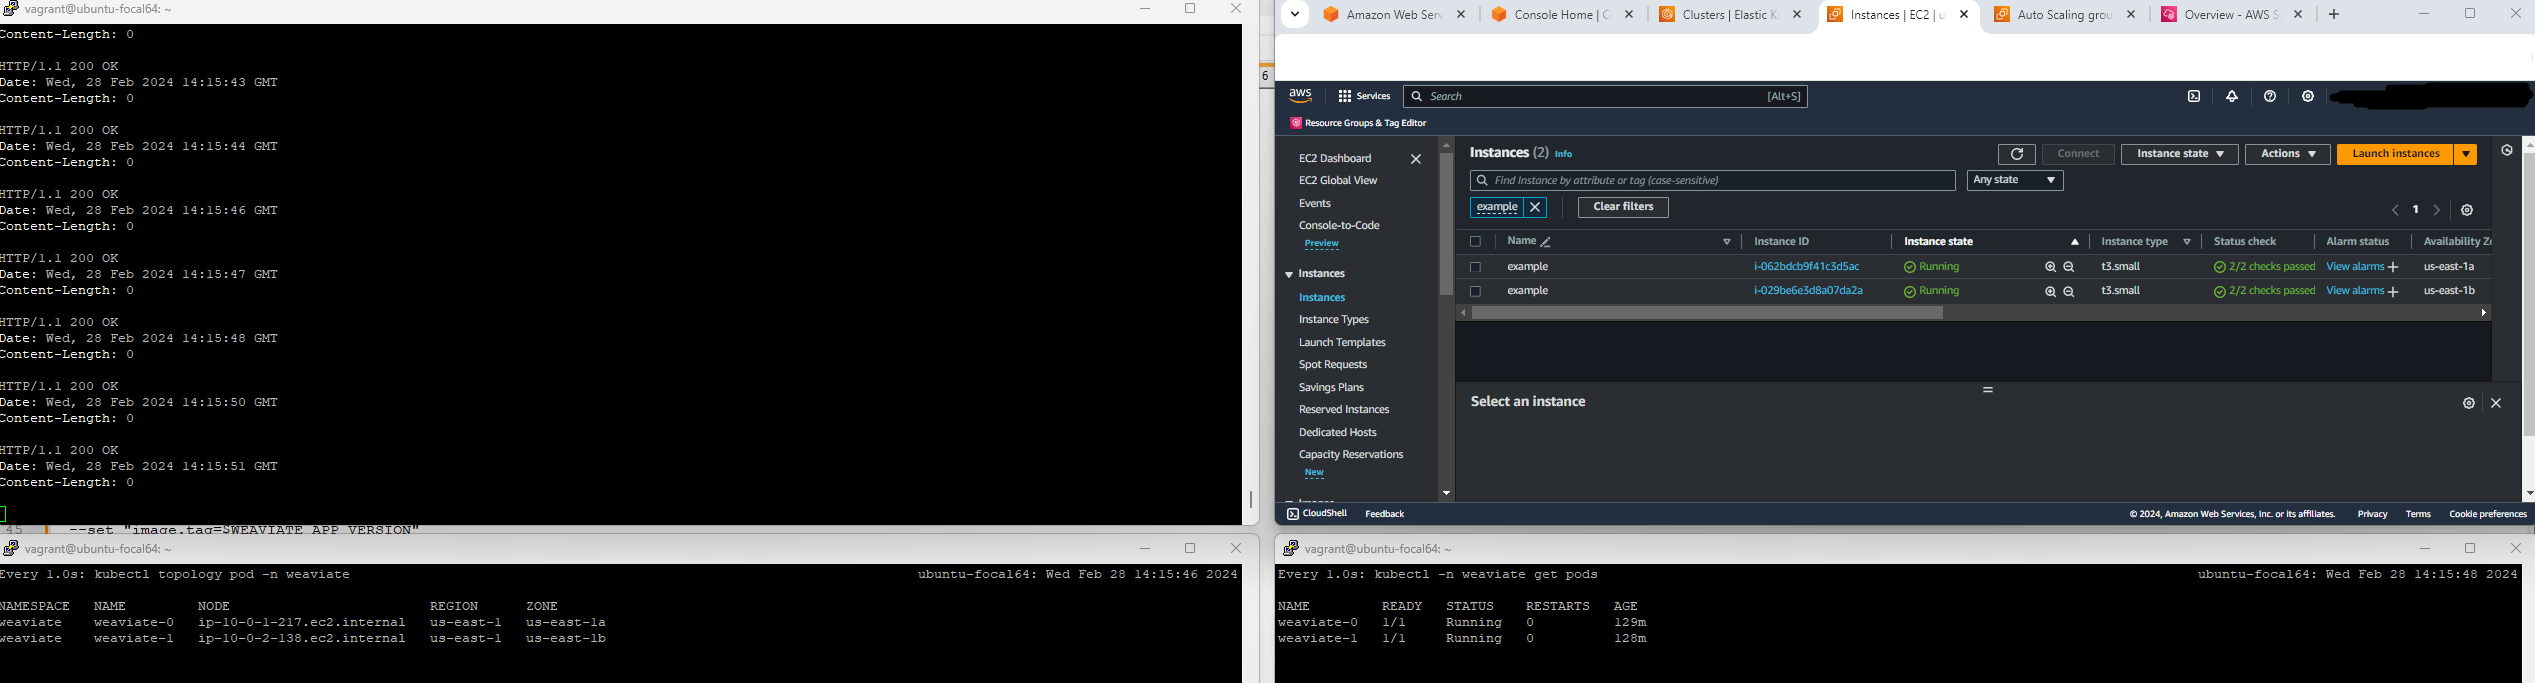 vagrant@ubuntu-focal64: ~
Content-Length: 0
HTTP/1.1 200 OK
Date: Wed, 28 Feb 2024 14:15:43 GMT
Content-Length: 0
HTTP/1.1 200 OK
Date: Wed, 28 Feb 2024 14:15:44 GMT
Content-Length: 0
HTTP/1.1 200 OK
Date: Wed, 28 Feb 2024 14:15:46 GMT
Content-Length: 0
HTTP/1.1 200 OK
Date: Wed, 28 Feb 2024 14:15:47 GMT
Content-Length: 0
HTTP/1.1 200 OK
Date: Wed, 28 Feb 2024 14:15:48 GMT
Content-Length: 0
HTTP/1.1 200 OK
Date: Wed, 28 Feb 2024 14:15:50 GMT
Content-Length: 0
HTTP/1.1 200 OK
Date: Wed, 28 Feb 2024 14:15:51 GMT
Content-Length: 0
6
45 --set "image.tag=$WEAVIATE_APP_VERSION"
Amazon Web Serv Console Home | C Clusters | Elastic K Instances | EC2 | u Auto Scaling grou Overview - AWS S
aws Services Search [Alt+S]
Resource Groups & Tag Editor
EC2 Dashboard
EC2 Global View
Events
Console-to-Code
Preview
Instances
Instances
Instance Types
Launch Templates
Spot Requests
Savings Plans
Reserved Instances
Dedicated Hosts
Capacity Reservations
New
Images
Instances (2) Info Connect Instance state Actions Launch instances
Find Instance by attribute or tag (case-sensitive) Any state
example Clear filters 1
Name Instance ID Instance state Instance type Status check Alarm status Availability Z
example i-062bdcb9f41c3d5ac Running t3.small 2/2 checks passed View alarms us-east-1a
example i-029be6e3d8a07da2a Running t3.small 2/2 checks passed View alarms us-east-1b
Select an instance
CloudShell Feedback © 2024, Amazon Web Services, Inc. or its affiliates. Privacy Terms Cookie preferences
vagrant@ubuntu-focal64: ~
Every 1.0s: kubectl topology pod -n weaviate ubuntu-focal64: Wed Feb 28 14:15:46 2024
NAMESPACE NAME NODE REGION ZONE
weaviate weaviate-0 ip-10-0-1-217.ec2.internal us-east-1 us-east-1a
weaviate weaviate-1 ip-10-0-2-138.ec2.internal us-east-1 us-east-1b
vagrant@ubuntu-focal64: ~
Every 1.0s: kubectl -n weaviate get pods ubuntu-focal64: Wed Feb 28 14:15:48 2024
NAME READY STATUS RESTARTS AGE
weaviate-0 1/1 Running 0 129m
weaviate-1 1/1 Running 0 128m